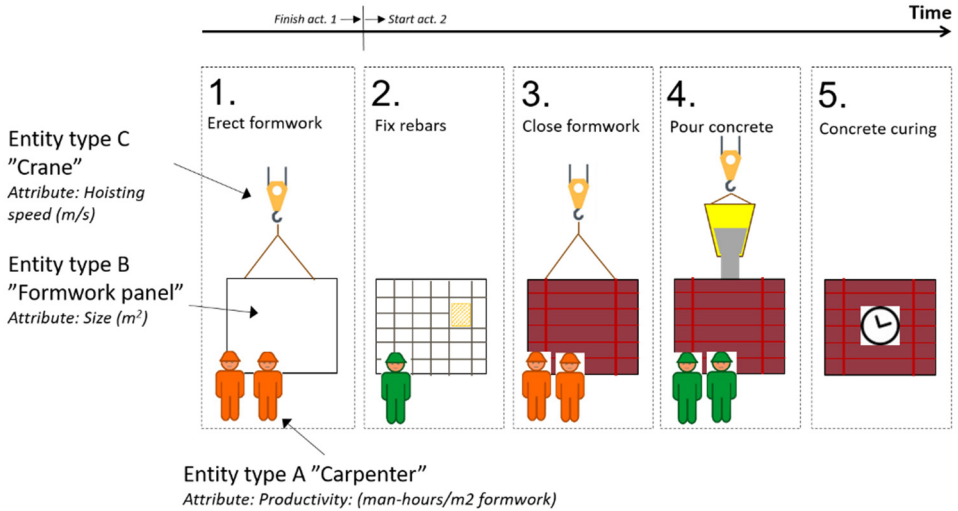 Finish act. 1
Start act. 2
Time
1.
Erect formwork
2.
Fix rebars
3.
Close formwork
4.
Pour concrete
5.
Concrete curing
Entity type C
”Crane”
Attribute: Hoisting
speed (m/s)
Entity type B
”Formwork panel”
Attribute: Size (m²)
Entity type A ”Carpenter”
Attribute: Productivity: (man-hours/m2 formwork)